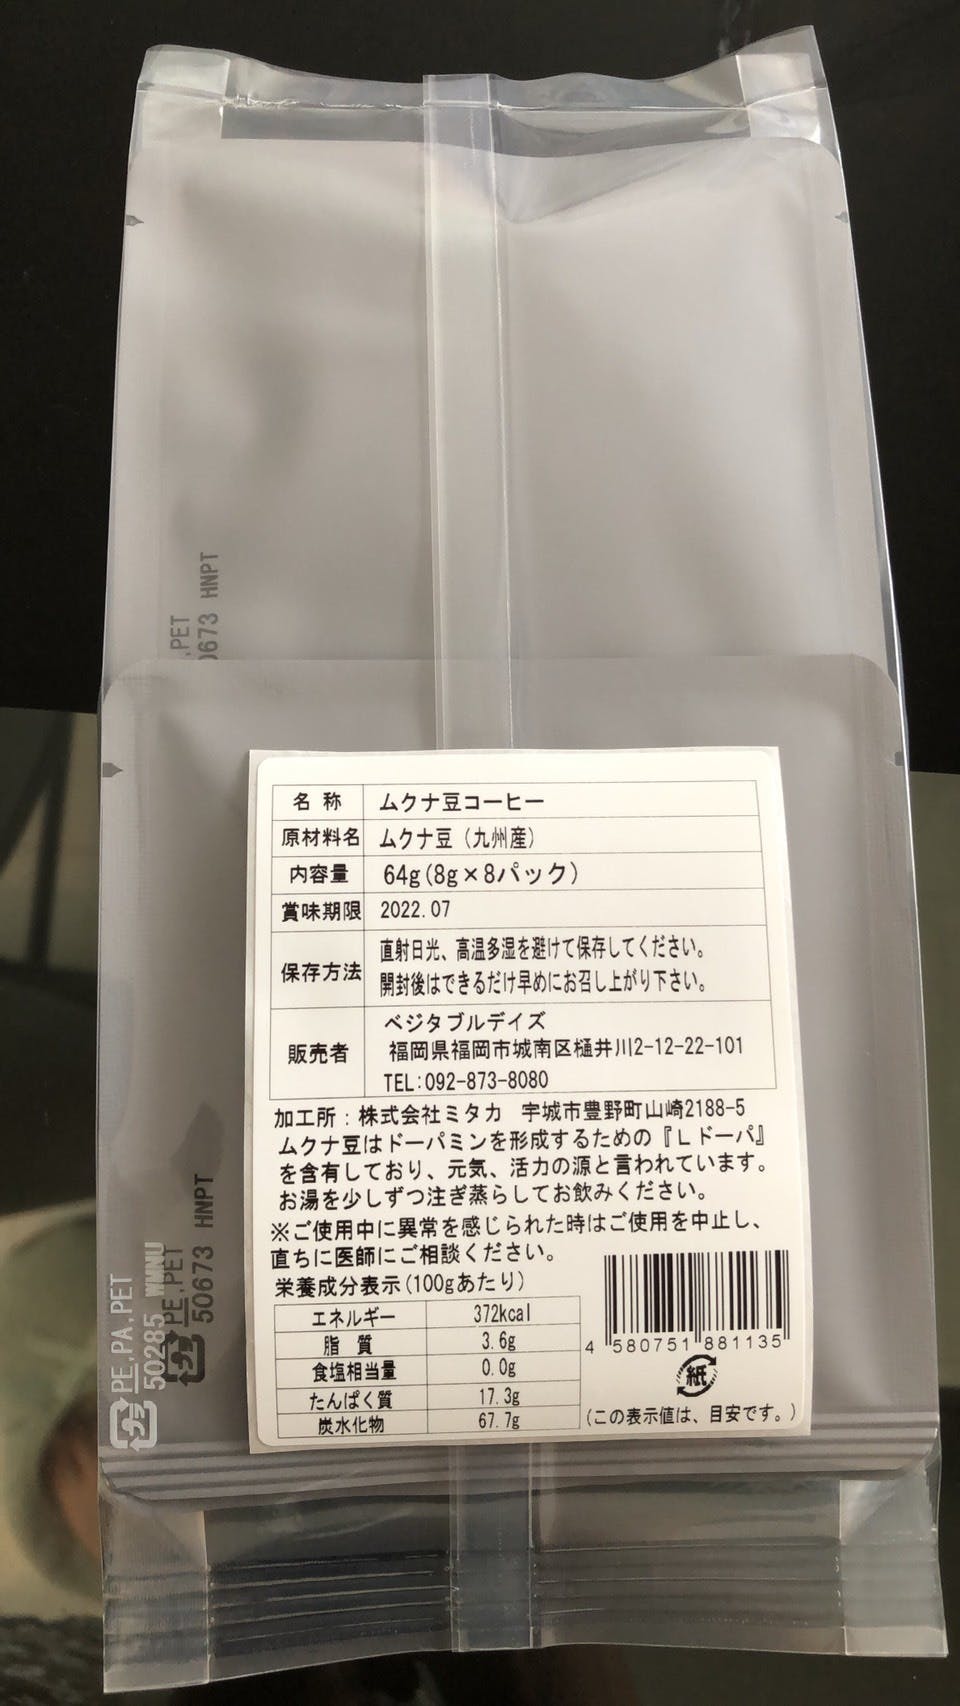 .PET
0673 HNPT
名称 ムクナ豆コーヒー
原材料名 ムクナ豆（九州産）
内容量 64g(8g×8パック)
賞味期限 2022.07
保存方法 直射日光、高温多湿を避けて保存してください。
開封後はできるだけ早めにお召し上がり下さい。
販売者 ベジタブルデイズ
福岡県福岡市城南区樋井川2-12-22-101
TEL:092-873-8080
加工所：株式会社ミタカ 宇城市豊野町山崎2188-5
ムクナ豆はドーパミンを形成するための『Ｌドーパ』
を含有しており、元気、活力の源と言われています。
お湯を少しずつ注ぎ蒸らしてお飲みください。
※ご使用中に異常を感じられた時はご使用を中止し、
直ちに医師にご相談ください。
栄養成分表示(100gあたり)
エネルギー 372kcal
脂質 3.6g
食塩相当量 0.0g
たんぱく質 17.3g
炭水化物 67.7g
4 580751 881135
紙
(この表示値は、目安です。)
PE,PA,PET
50285 WMNU
PE,PET
50673 HNPT
プラ